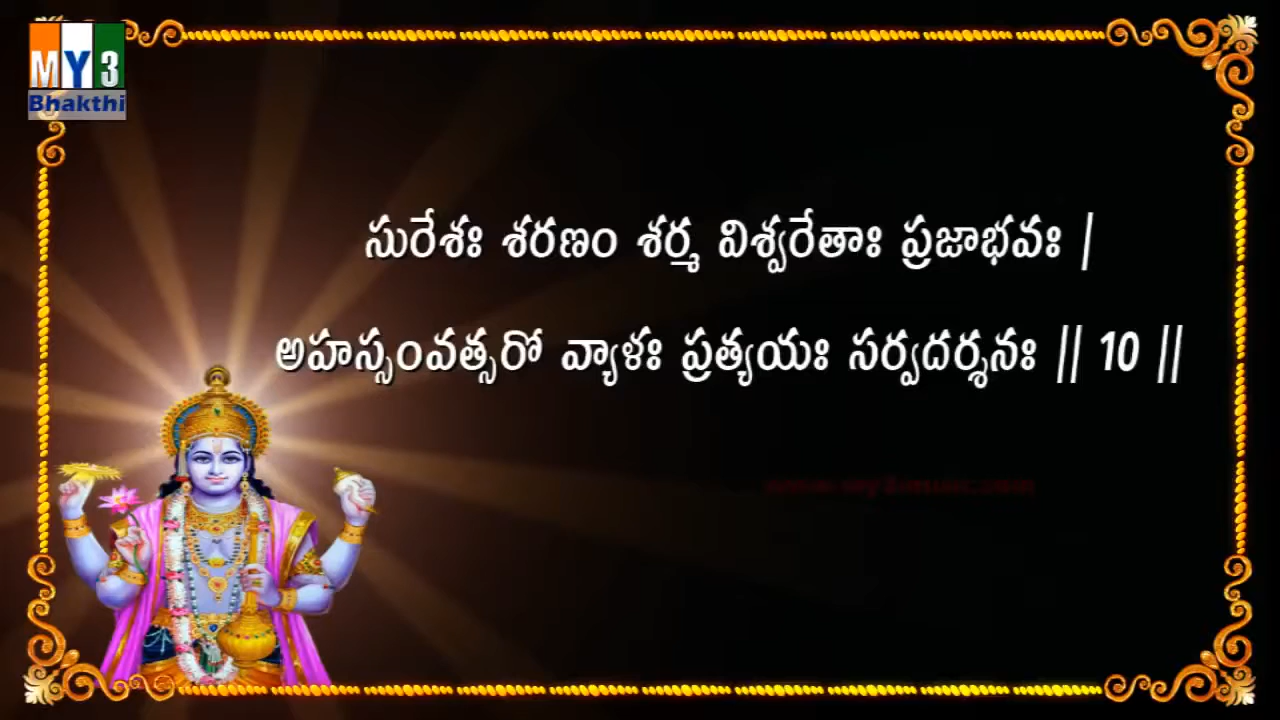 MY3
Bhakthi
సురేశః శరణం శర్మ విశ్వరేతాః ప్రజాభవః |
అహస్సంవత్సరో వ్యాళః ప్రత్యయః సర్వదర్శనః || 10 ||